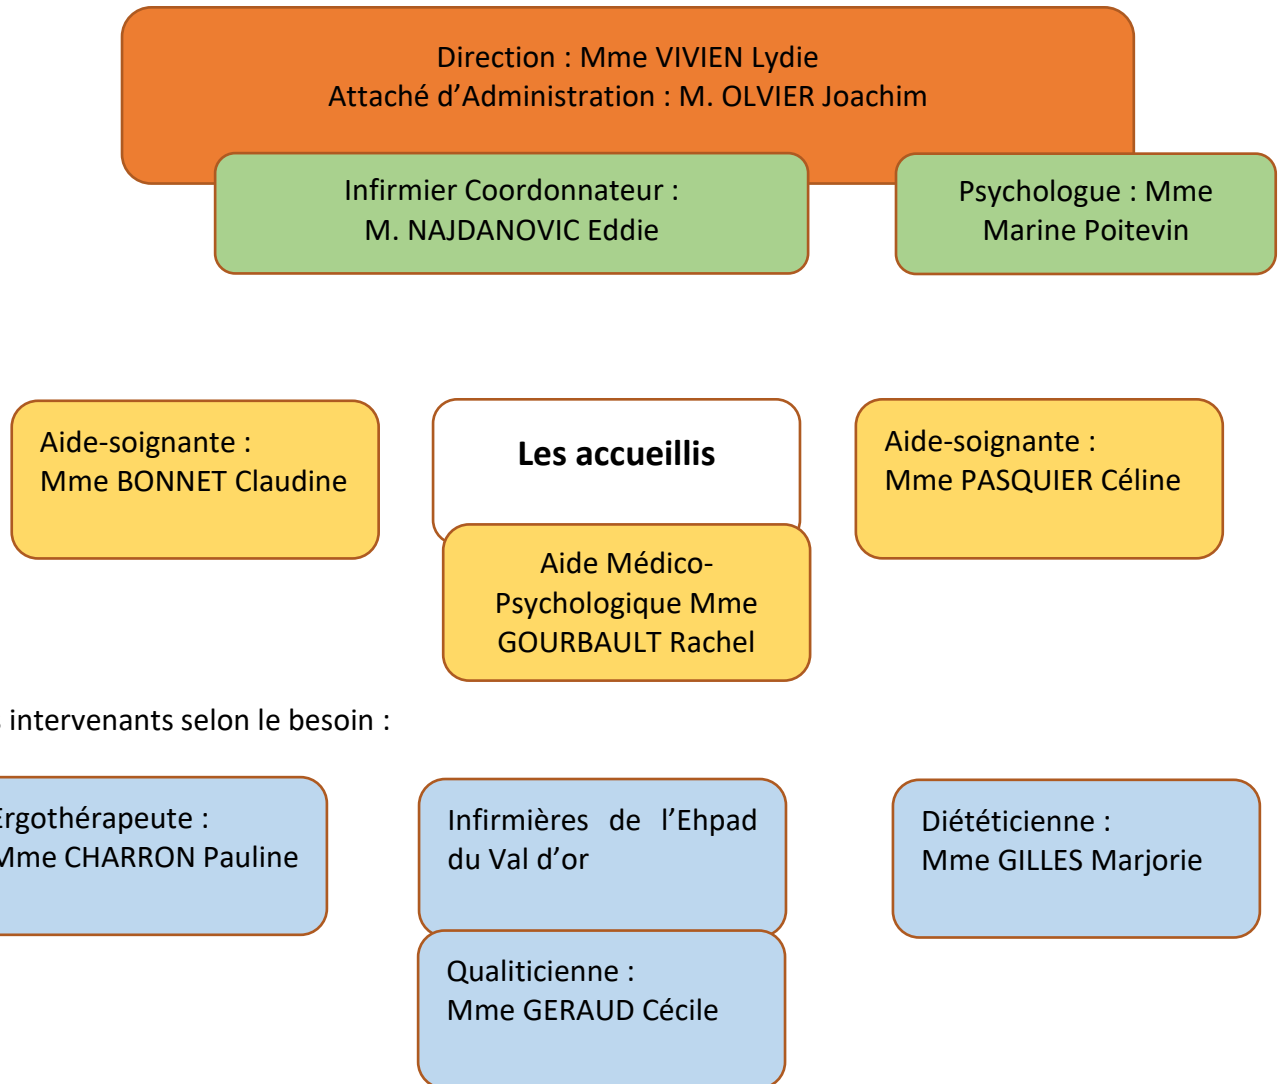 Direction : Mme VIVIEN Lydie
Attaché d’Administration : M. OLVIER Joachim
Infirmier Coordonnateur :
M. NAJDANOVIC Eddie
Psychologue : Mme
Marine Poitevin
Aide-soignante :
Mme BONNET Claudine
Les accueillis
Aide-soignante :
Mme PASQUIER Céline
Aide Médico-
Psychologique Mme
GOURBAULT Rachel
s intervenants selon le besoin :
Ergothérapeute :
Mme CHARRON Pauline
Infirmières de l’Ehpad
du Val d’or
Diététicienne :
Mme GILLES Marjorie
Qualiticienne :
Mme GERAUD Cécile